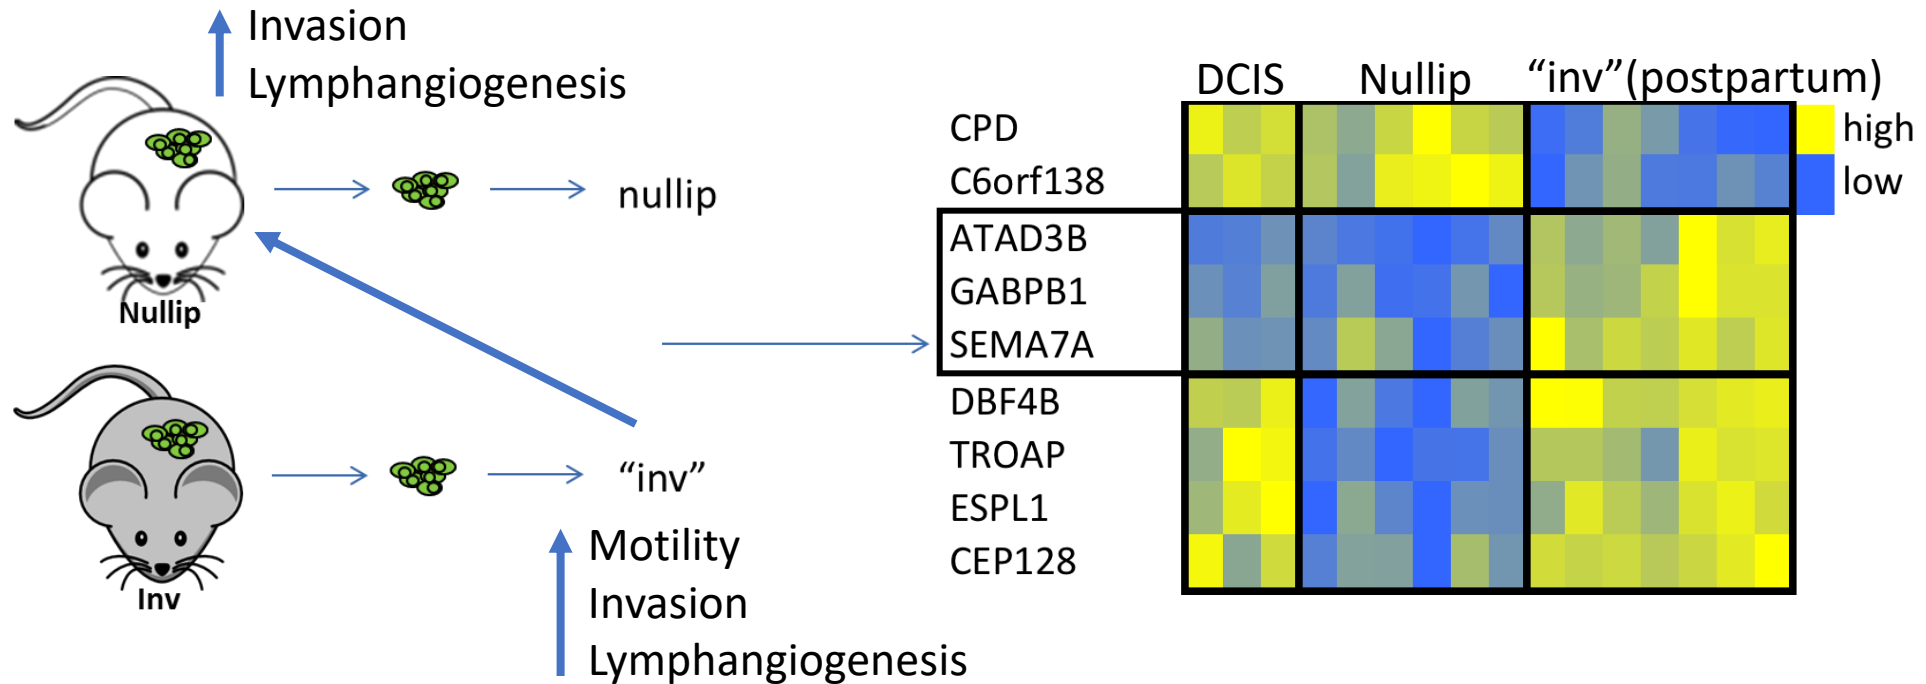 Invasion
Lymphangiogenesis
Nullip
nullip
Inv
“inv”
Motility
Invasion
Lymphangiogenesis
DCIS Nullip “inv”(postpartum)
high
low
CPD
C6orf138
ATAD3B
GABPB1
SEMA7A
DBF4B
TROAP
ESPL1
CEP128